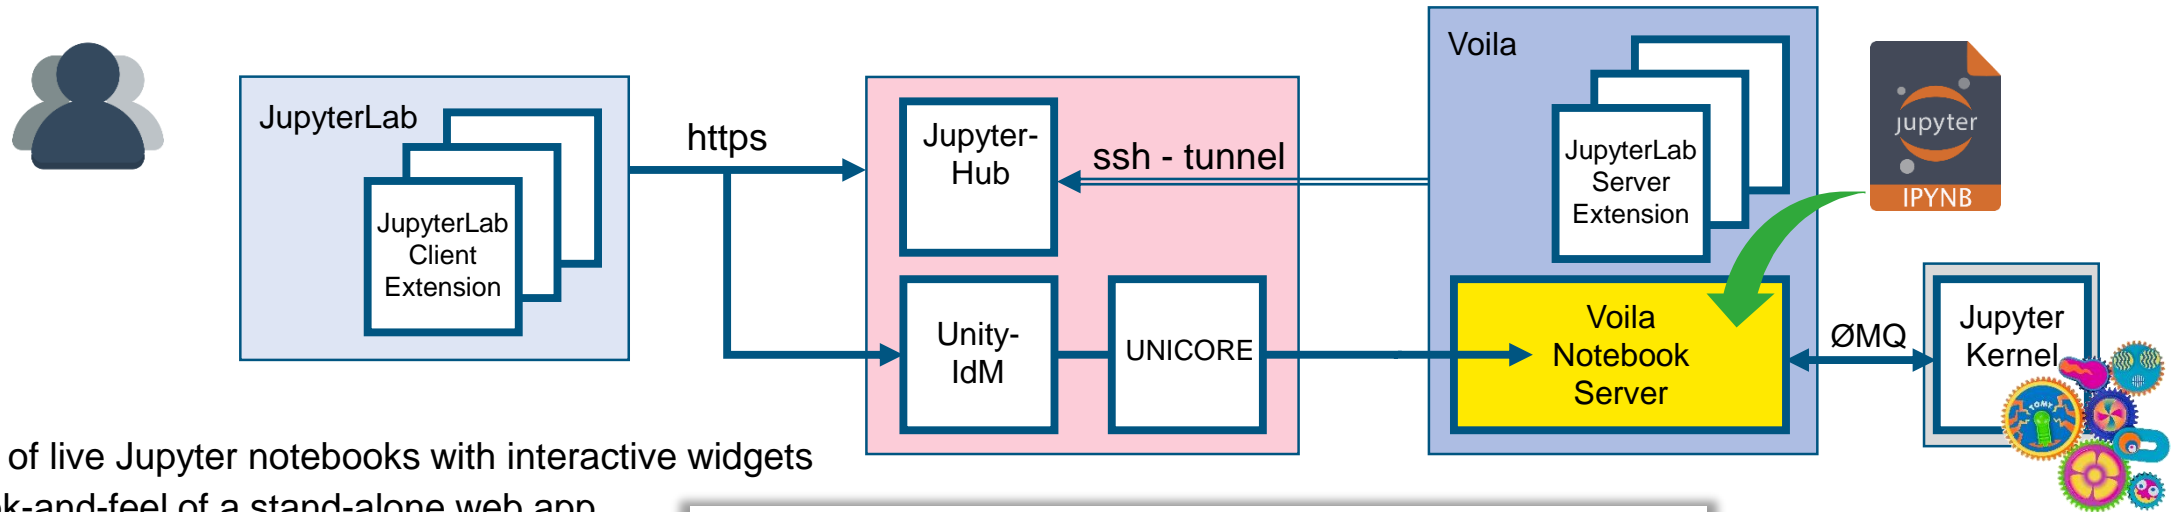 JupyterLab
JupyterLab
Client
Extension
https
Jupyter-
Hub
ssh - tunnel
Unity-
IdM
UNICORE
Voila
JupyterLab
Server
Extension
Voila
Notebook
Server
jupyter
IPYNB
ØMQ
Jupyter
Kernel
TOMY
of live Jupyter notebooks with interactive widgets
k-and-feel of a stand-alone web app